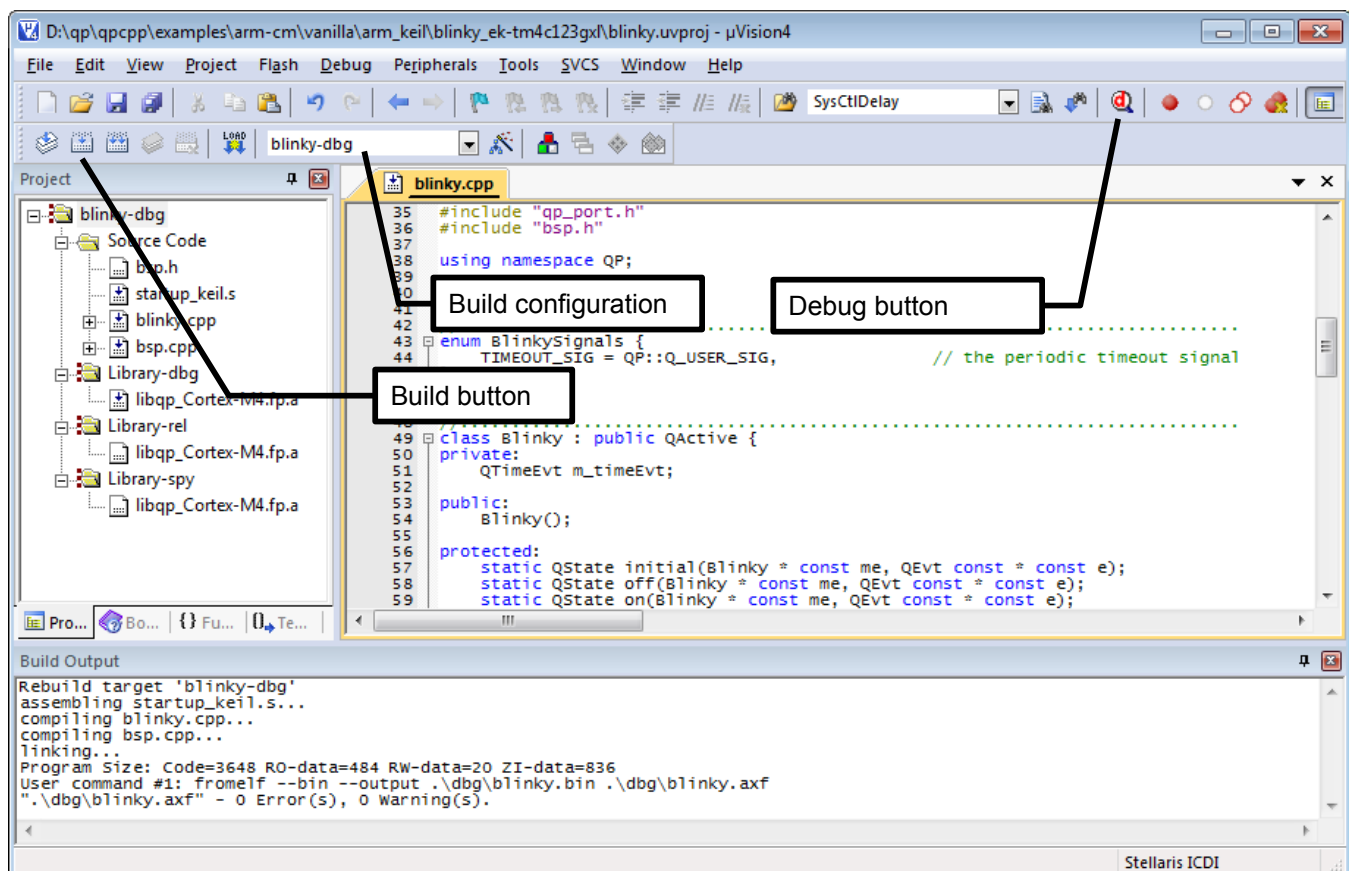 D:\qp\qpcpp\examples\arm-cm\vanilla\arm_keil\blinky_ek-tm4c123gxl\blinky.uvproj - µVision4
File Edit View Project Flash Debug Peripherals Tools SVCS Window Help
SysCtlDelay
LOAD blinky-dbg
Project
blinky-dbg
Source Code
bsp.h
startup_keil.s
blinky.cpp
bsp.cpp
Library-dbg
libqp_Cortex-M4.fp.a
Library-rel
libqp_Cortex-M4.fp.a
Library-spy
libqp_Cortex-M4.fp.a
Pro... Bo... {} Fu... 0 Te...
blinky.cpp
35 #include "qp_port.h"
36 #include "bsp.h"
37
38 using namespace QP;
39
40
41
42 ..........................................................................
43 enum BlinkySignals {
44 TIMEOUT_SIG = QP::Q_USER_SIG, // the periodic timeout signal
48 //..........................................................................
49 class Blinky : public QActive {
50 private:
51 QTimeEvt m_timeEvt;
52
53 public:
54 Blinky();
55
56 protected:
57 static QState initial(Blinky * const me, QEvt const * const e);
58 static QState off(Blinky * const me, QEvt const * const e);
59 static QState on(Blinky * const me, QEvt const * const e);
Build configuration
Debug button
Build button
Build Output
Rebuild target 'blinky-dbg'
assembling startup_keil.s...
compiling blinky.cpp...
compiling bsp.cpp...
linking...
Program Size: Code=3648 RO-data=484 RW-data=20 ZI-data=836
User command #1: fromelf --bin --output .\dbg\blinky.bin .\dbg\blinky.axf
".\dbg\blinky.axf" - 0 Error(s), 0 Warning(s).
Stellaris ICDI